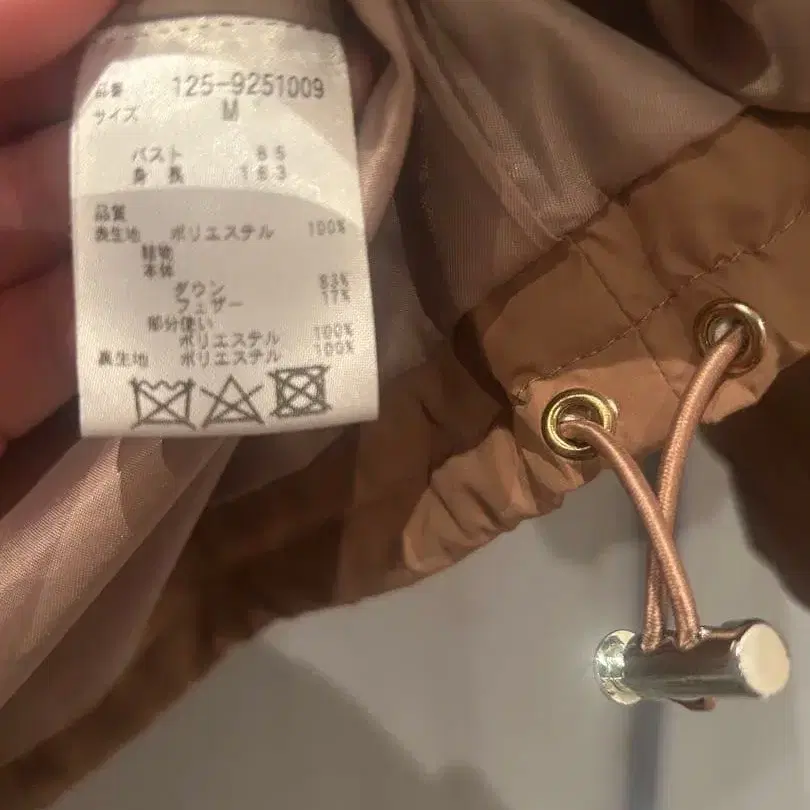 品番 125-9251009
サイズ M
バスト 85
身 長 163
品質
表生地 ポリエステル 100%
詰物
本体
ダウン 83%
フェザー 17%
部分使い
ポリエステル 100%
裏生地 ポリエステル 100%